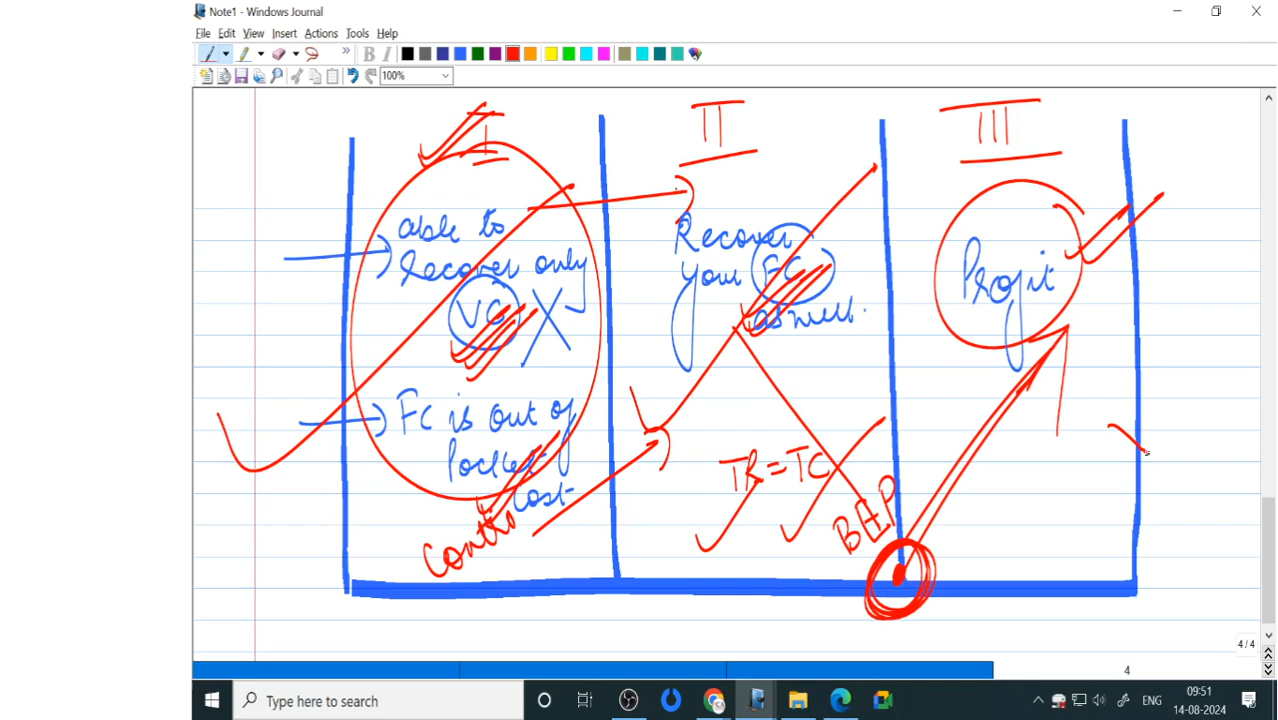 Note1 - Windows Journal
File Edit View Insert Actions Tools Help
100%
I
II
III
able to
Recover only
VC
FC is out of
Pocket
Cost
Contri
Recover
your FC
as well.
TR = TC
BEP
Profit
4/4
4
Type here to search
ENG
09:51
14-08-2024